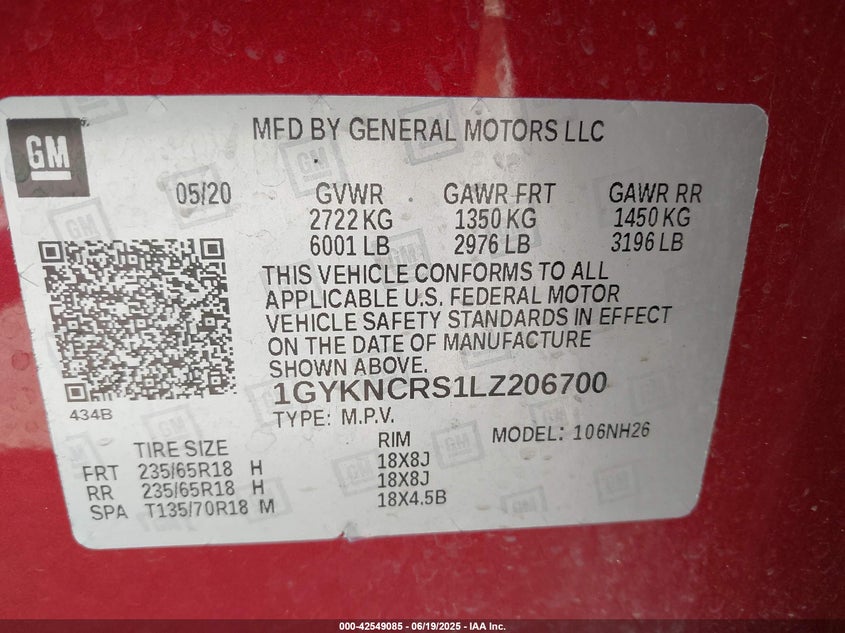 GM
MFD BY GENERAL MOTORS LLC
05/20 GVWR GAWR FRT GAWR RR
2722 KG 1350 KG 1450 KG
6001 LB 2976 LB 3196 LB
THIS VEHICLE CONFORMS TO ALL
APPLICABLE U.S. FEDERAL MOTOR
VEHICLE SAFETY STANDARDS IN EFFECT
ON THE DATE OF MANUFACTURE
SHOWN ABOVE.
1GYKNCRS1LZ206700
434B
TYPE: M.P.V. MODEL: 106NH26
TIRE SIZE RIM
FRT 235/65R18 H 18X8J
RR 235/65R18 H 18X8J
SPA T135/70R18 M 18X4.5B
000-42549085 - 06/19/2025 - IAA Inc.